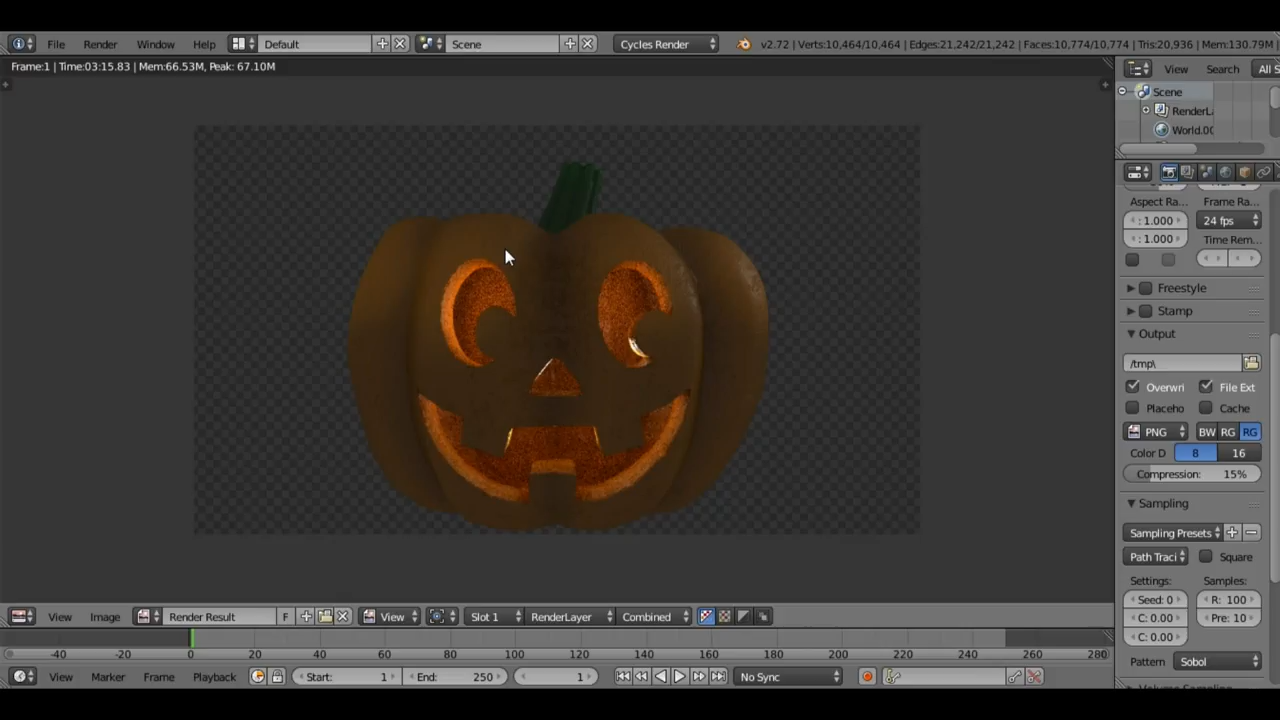 File Render Window Help Default Scene Cycles Render v2.72 | Verts:10,464/10,464 | Edges:21,242/21,242 | Faces:10,774/10,774 | Tris:20,936 | Mem:130.79M
Frame:1 | Time:03:15.83 | Mem:66.53M, Peak: 67.10M
View Search All S
Scene
RenderLa
World.00
Aspect Ra... Frame Ra...
: 1.000 24 fps
: 1.000 Time Rem...
Freestyle
Stamp
Output
/tmp\
Overwri File Ext
Placeho Cache
PNG BW RG RG
Color D 8 16
Compression: 15%
Sampling
Sampling Presets
Path Traci Square
Settings: Samples:
Seed: 0 R: 100
C: 0.00 Pre: 10
C: 0.00
Pattern Sobol
View Image Render Result F View Slot 1 RenderLayer Combined
-40 -20 0 20 40 60 80 100 120 140 160 180 200 220 240 260 280
View Marker Frame Playback Start: 1 End: 250 1 No Sync